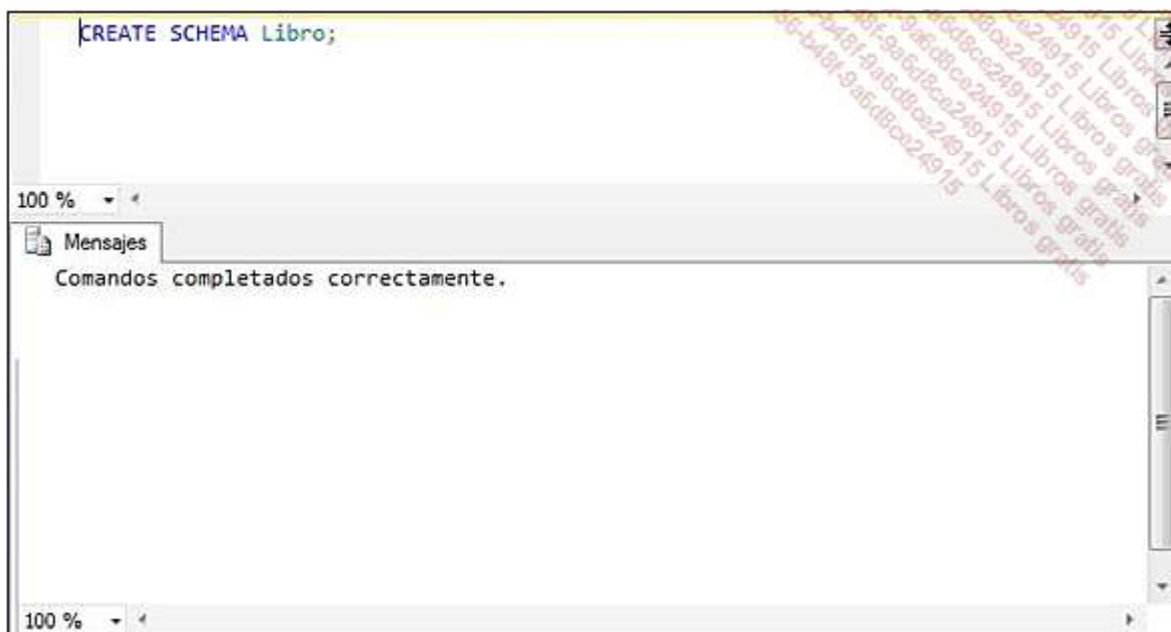 CREATE SCHEMA Libro;
100 %
Mensajes
Comandos completados correctamente.
100 %